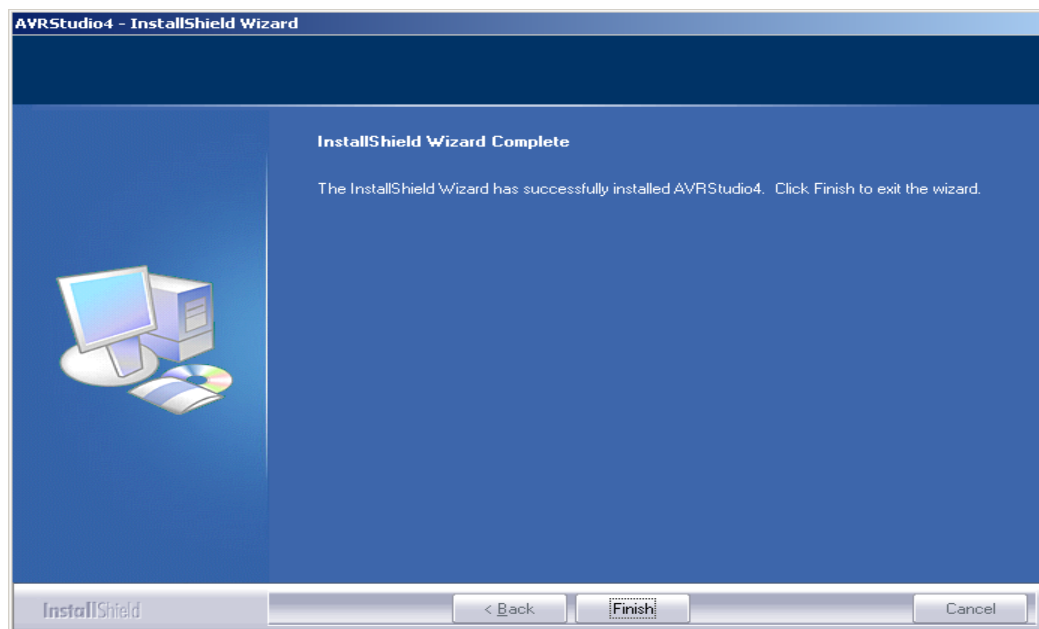 AVRStudio4 - InstallShield Wizard
InstallShield Wizard Complete
The InstallShield Wizard has successfully installed AVRStudio4. Click Finish to exit the wizard.
InstallShield
< Back
Finish
Cancel